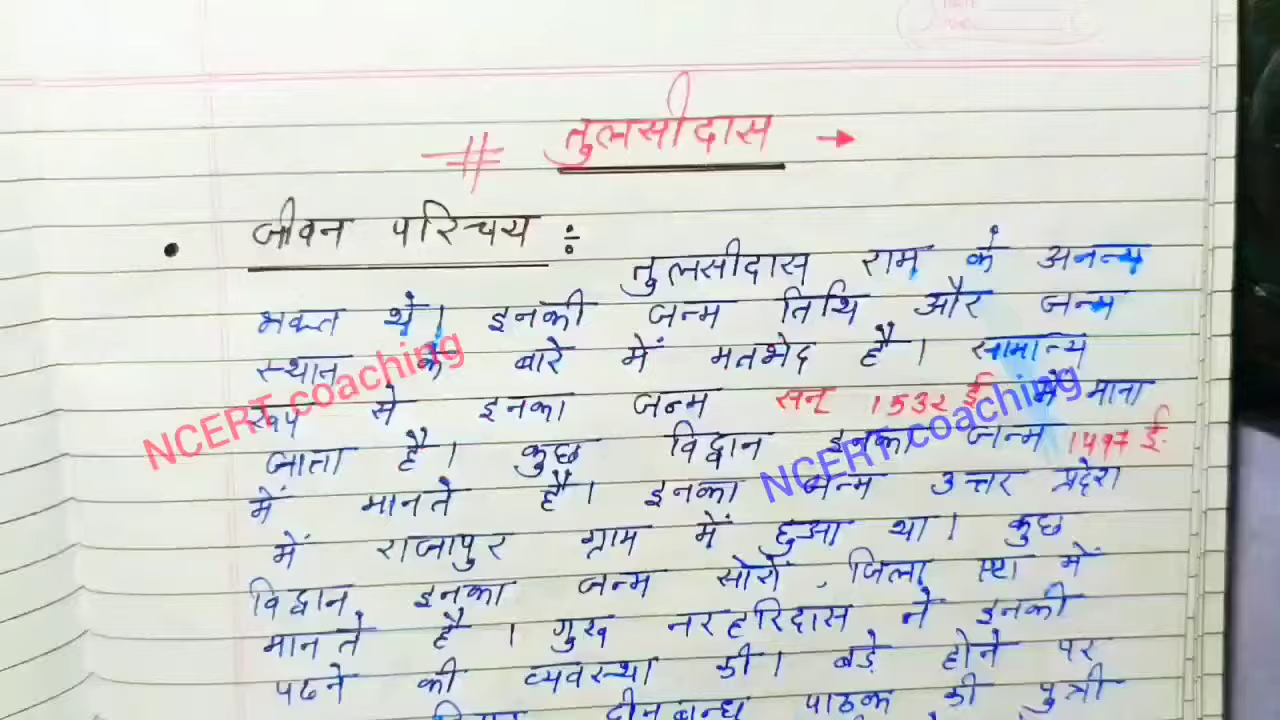 # तुलसीदास →
• जीवन परिचय :
तुलसीदास राम के अनन्य
भक्त थे। इनकी जन्म तिथि और जन्म
स्थान के बारे में मतभेद है। सामान्य
रूप से इनका जन्म सन् 1532 ई में माना
जाता है। कुछ विद्वान इनका जन्म 1497 ई.
में मानते हैं। इनका जन्म उत्तर प्रदेश
में राजापुर ग्राम में हुआ था। कुछ
विद्वान इनका जन्म सोरों, जिला एटा में
मानते है। गुरु नरहरिदास ने इनकी
पढने की व्यवस्था की। बड़े होने पर
दीनबन्धु पाठक की पुत्री
NCERT coaching
NCERT coaching